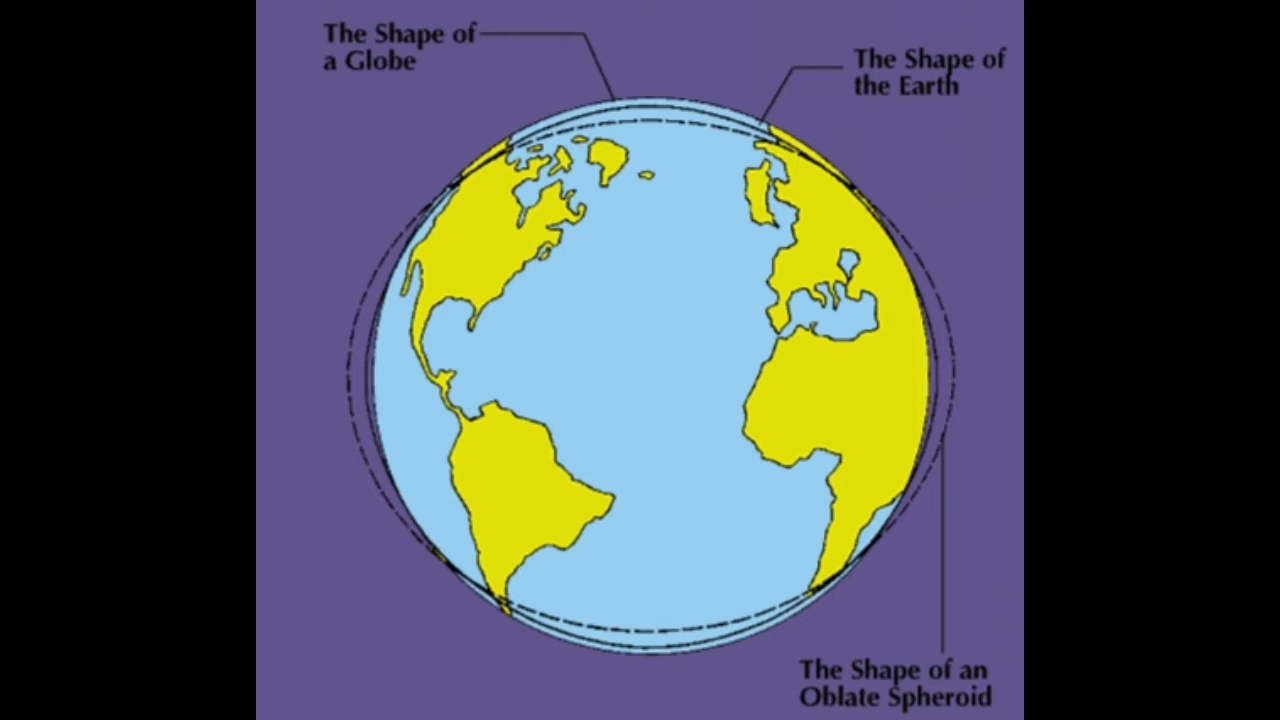 The Shape of
a Globe
The Shape of
the Earth
The Shape of an
Oblate Spheroid